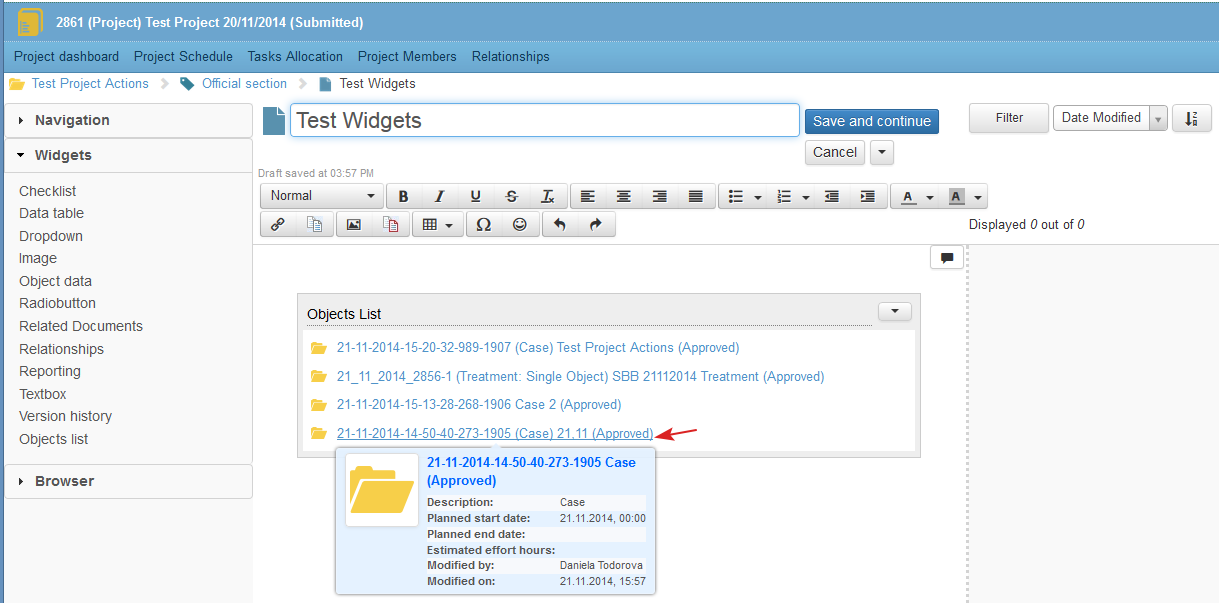 2861 (Project) Test Project 20/11/2014 (Submitted)
Project dashboard Project Schedule Tasks Allocation Project Members Relationships
Test Project Actions Official section Test Widgets
Navigation
Widgets
Checklist
Data table
Dropdown
Image
Object data
Radiobutton
Related Documents
Relationships
Reporting
Textbox
Version history
Objects list
Browser
Test Widgets
Save and continue
Cancel
Filter
Date Modified
Draft saved at 03:57 PM
Normal
B I U S Tx
A A
Ω
Displayed 0 out of 0
Objects List
21-11-2014-15-20-32-989-1907 (Case) Test Project Actions (Approved)
21_11_2014_2856-1 (Treatment: Single Object) SBB 21112014 Treatment (Approved)
21-11-2014-15-13-28-268-1906 Case 2 (Approved)
21-11-2014-14-50-40-273-1905 (Case) 21.11 (Approved)
21-11-2014-14-50-40-273-1905 Case
(Approved)
Description: Case
Planned start date: 21.11.2014, 00:00
Planned end date:
Estimated effort hours:
Modified by: Daniela Todorova
Modified on: 21.11.2014, 15:57